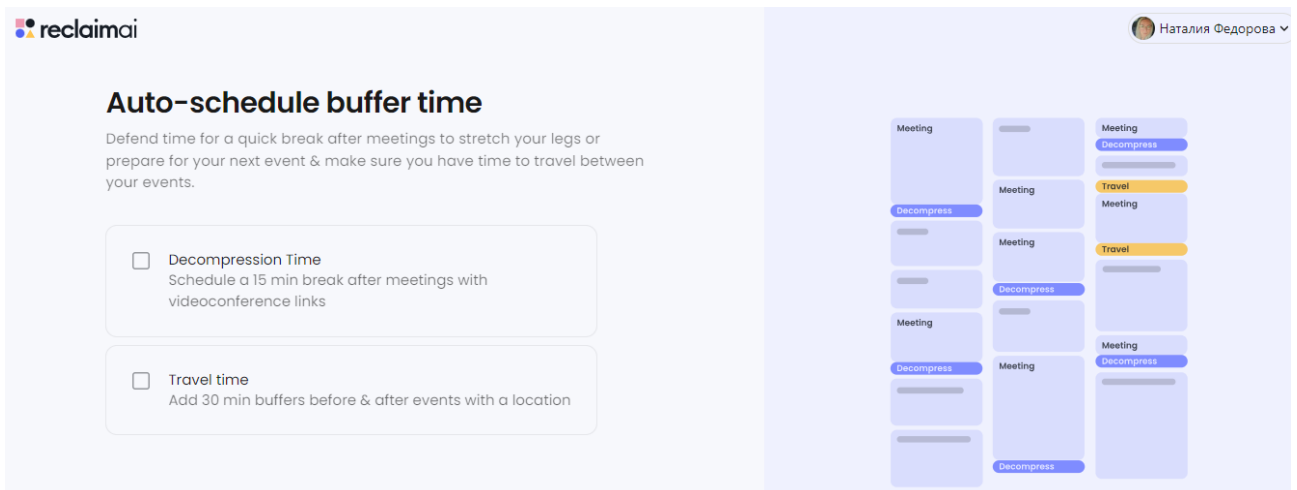 reclaimai
Наталия Федорова
Auto-schedule buffer time
Defend time for a quick break after meetings to stretch your legs or
prepare for your next event & make sure you have time to travel between
your events.
Decompression Time
Schedule a 15 min break after meetings with
videoconference links
Travel time
Add 30 min buffers before & after events with a location
Meeting
Decompress
Meeting
Decompress
Meeting
Meeting
Decompress
Meeting
Decompress
Meeting
Decompress
Travel
Meeting
Travel
Meeting
Decompress